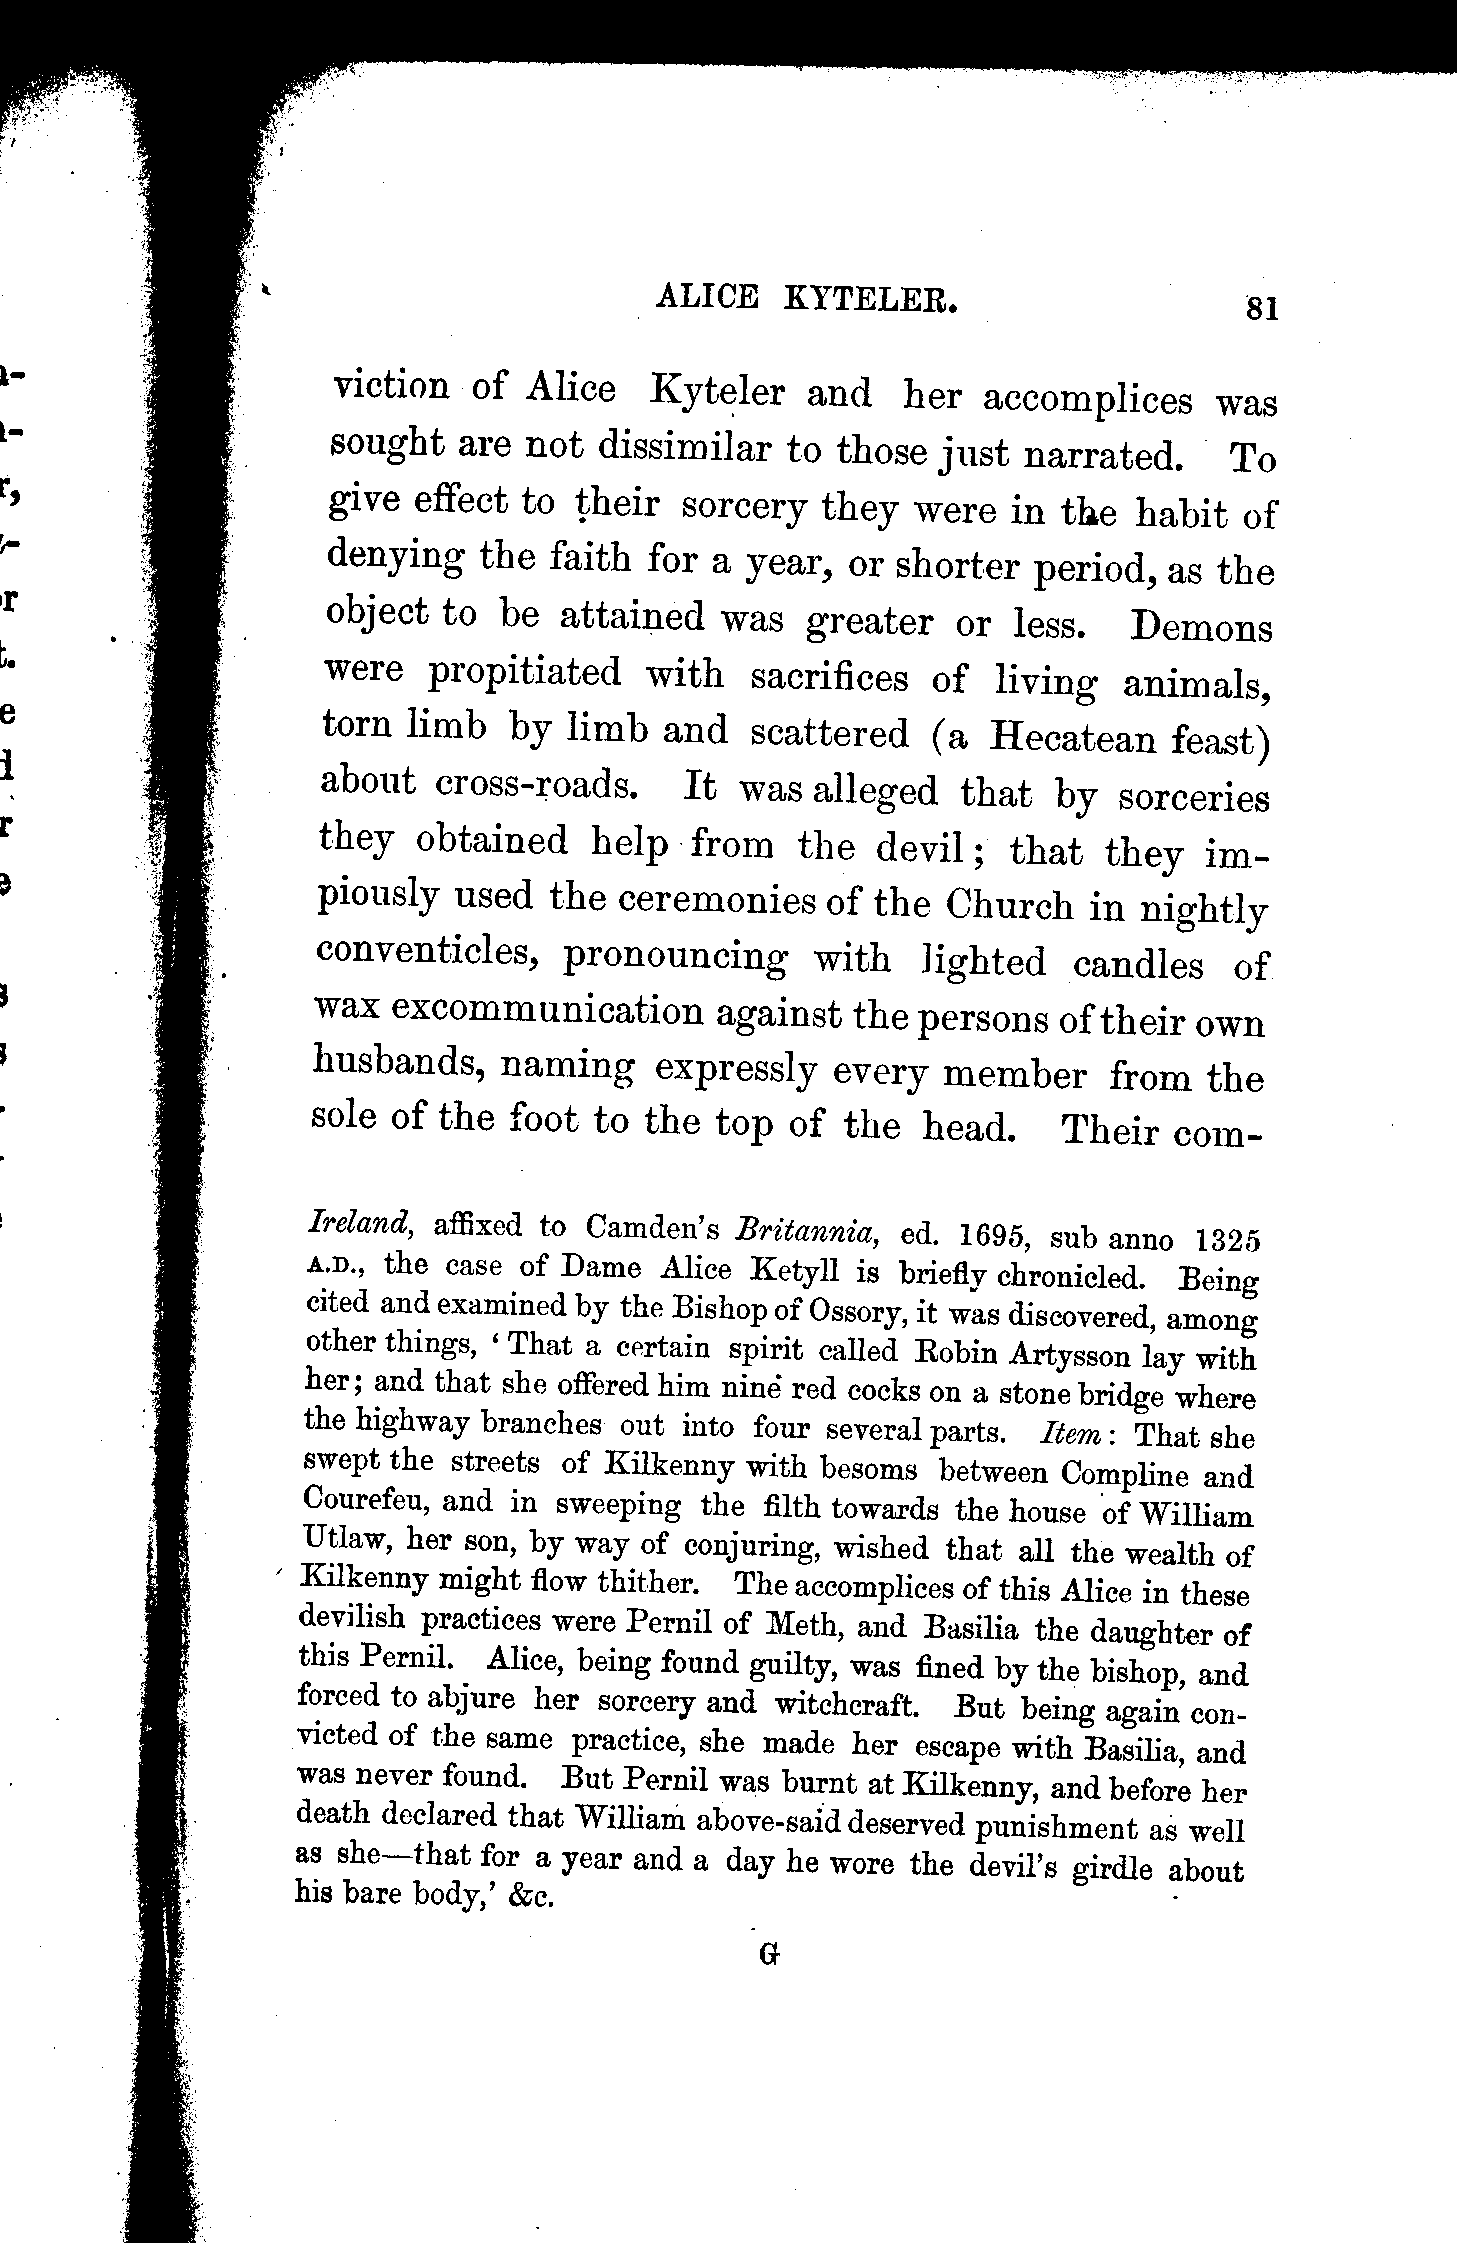 ALICE KYTELER. 81
viction of Alice Kyteler and her accomplices was
sought are not dissimilar to those just narrated. To
give effect to their sorcery they were in the habit of
denying the faith for a year, or shorter period, as the
object to be attained was greater or less. Demons
were propitiated with sacrifices of living animals,
torn limb by limb and scattered (a Hecatean feast)
about cross-roads. It was alleged that by sorceries
they obtained help from the devil; that they im-
piously used the ceremonies of the Church in nightly
conventicles, pronouncing with lighted candles of
wax excommunication against the persons of their own
husbands, naming expressly every member from the
sole of the foot to the top of the head. Their com-
Ireland, affixed to Camden's Britannia, ed. 1695, sub anno 1325
A.D., the case of Dame Alice Ketyll is briefly chronicled. Being
cited and examined by the Bishop of Ossory, it was discovered, among
other things, ‘That a certain spirit called Robin Artysson lay with
her; and that she offered him nine red cocks on a stone bridge where
the highway branches out into four several parts. Item: That she
swept the streets of Kilkenny with besoms between Compline and
Courefeu, and in sweeping the filth towards the house of William
Utlaw, her son, by way of conjuring, wished that all the wealth of
Kilkenny might flow thither. The accomplices of this Alice in these
devilish practices were Pernil of Meth, and Basilia the daughter of
this Pernil. Alice, being found guilty, was fined by the bishop, and
forced to abjure her sorcery and witchcraft. But being again con-
victed of the same practice, she made her escape with Basilia, and
was never found. But Pernil was burnt at Kilkenny, and before her
death declared that William above-said deserved punishment as well
as she—that for a year and a day he wore the devil's girdle about
his bare body,’ &c.
G